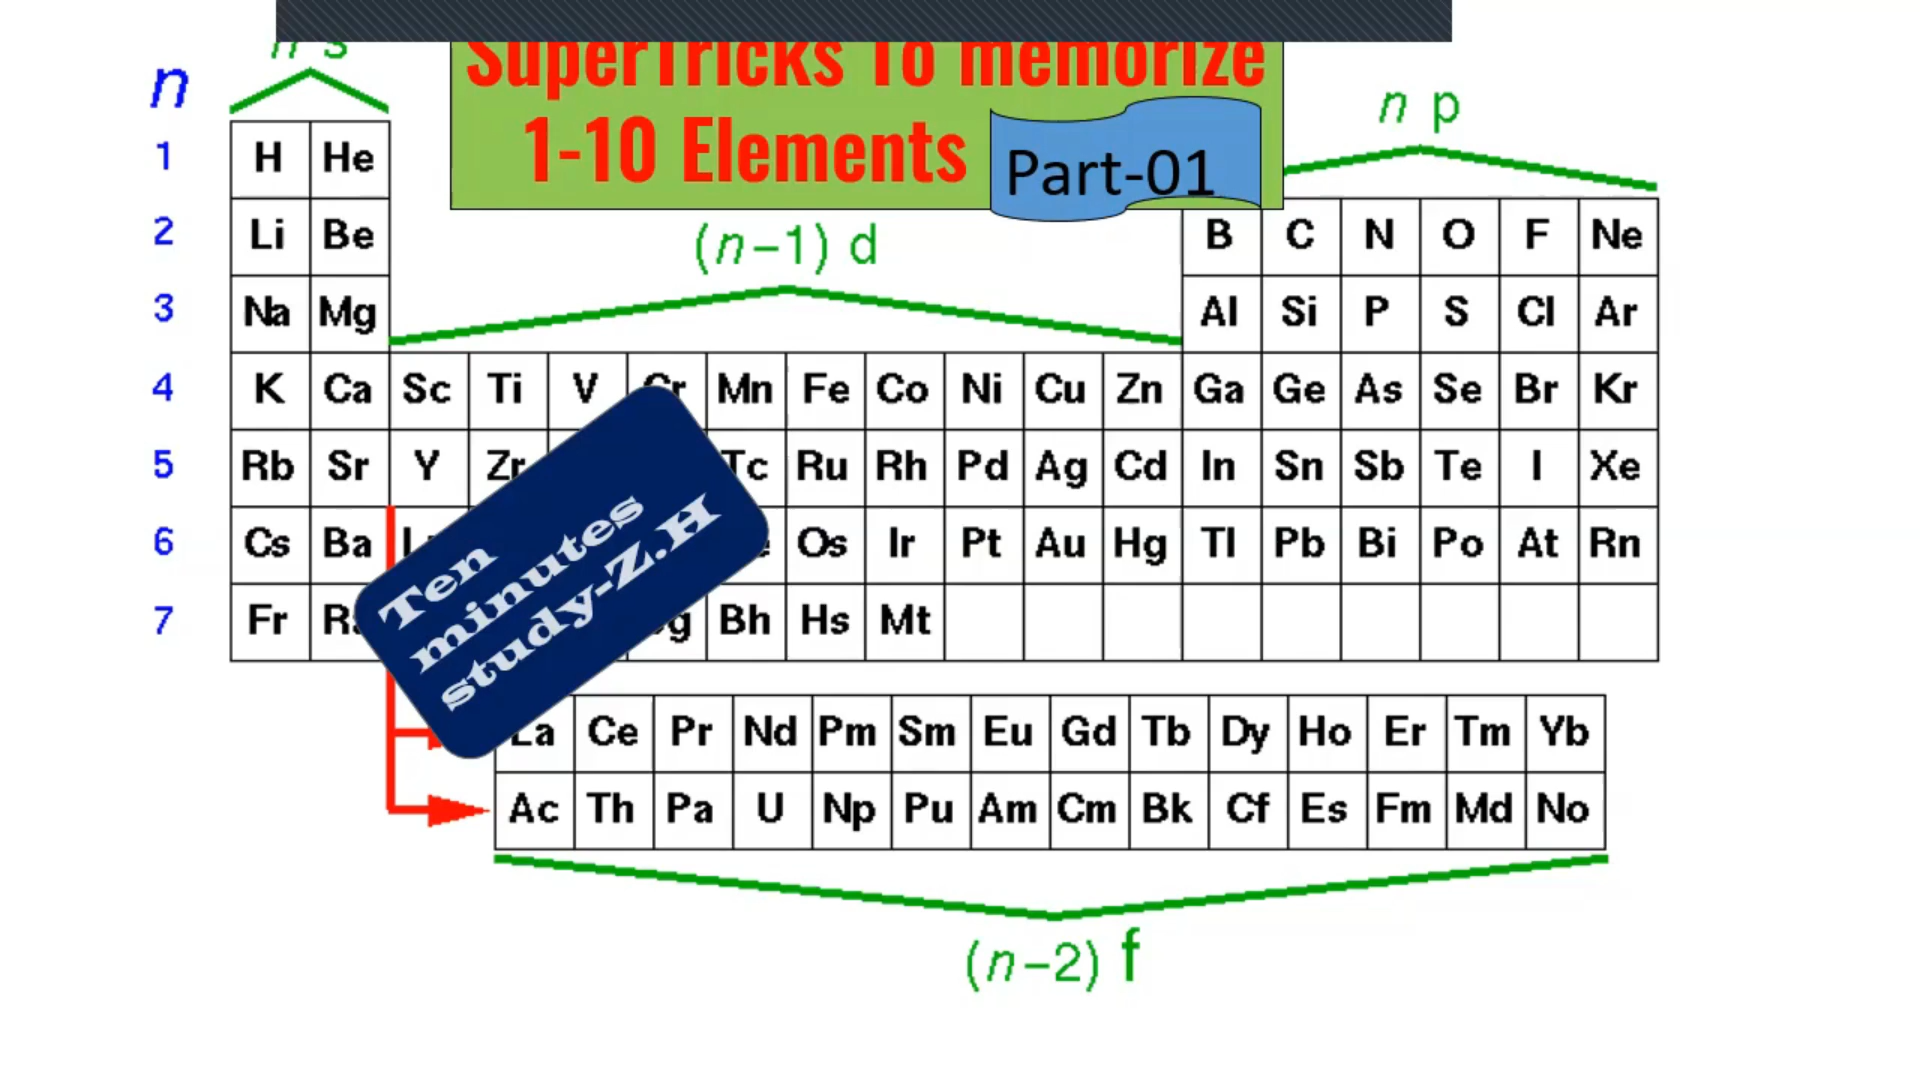 n s
SuperTricks To memorize
1-10 Elements
Part-01
n
n p
(n-1) d
1 H He
2 Li Be B C N O F Ne
3 Na Mg Al Si P S Cl Ar
4 K Ca Sc Ti V Cr Mn Fe Co Ni Cu Zn Ga Ge As Se Br Kr
5 Rb Sr Y Zr Tc Ru Rh Pd Ag Cd In Sn Sb Te I Xe
6 Cs Ba Os Ir Pt Au Hg Tl Pb Bi Po At Rn
7 Fr Bh Hs Mt
Ten
minutes
study-Z.H
La Ce Pr Nd Pm Sm Eu Gd Tb Dy Ho Er Tm Yb
Ac Th Pa U Np Pu Am Cm Bk Cf Es Fm Md No
(n-2) f